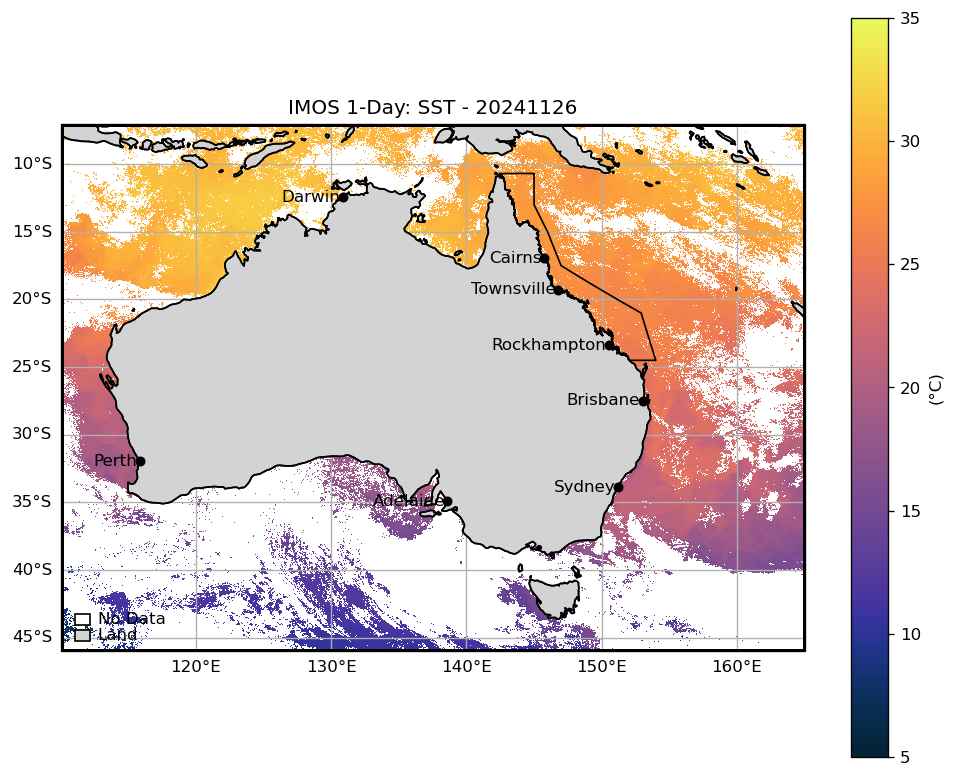 IMOS 1-Day: SST - 20241126
35
30
25
20
15
10
5
(°C)
10°S
15°S
20°S
25°S
30°S
35°S
40°S
45°S
Darwin
Cairns
Townsville
Rockhampton
Brisbane
Perth
Sydney
Adelaide
No Data
Land
120°E
130°E
140°E
150°E
160°E